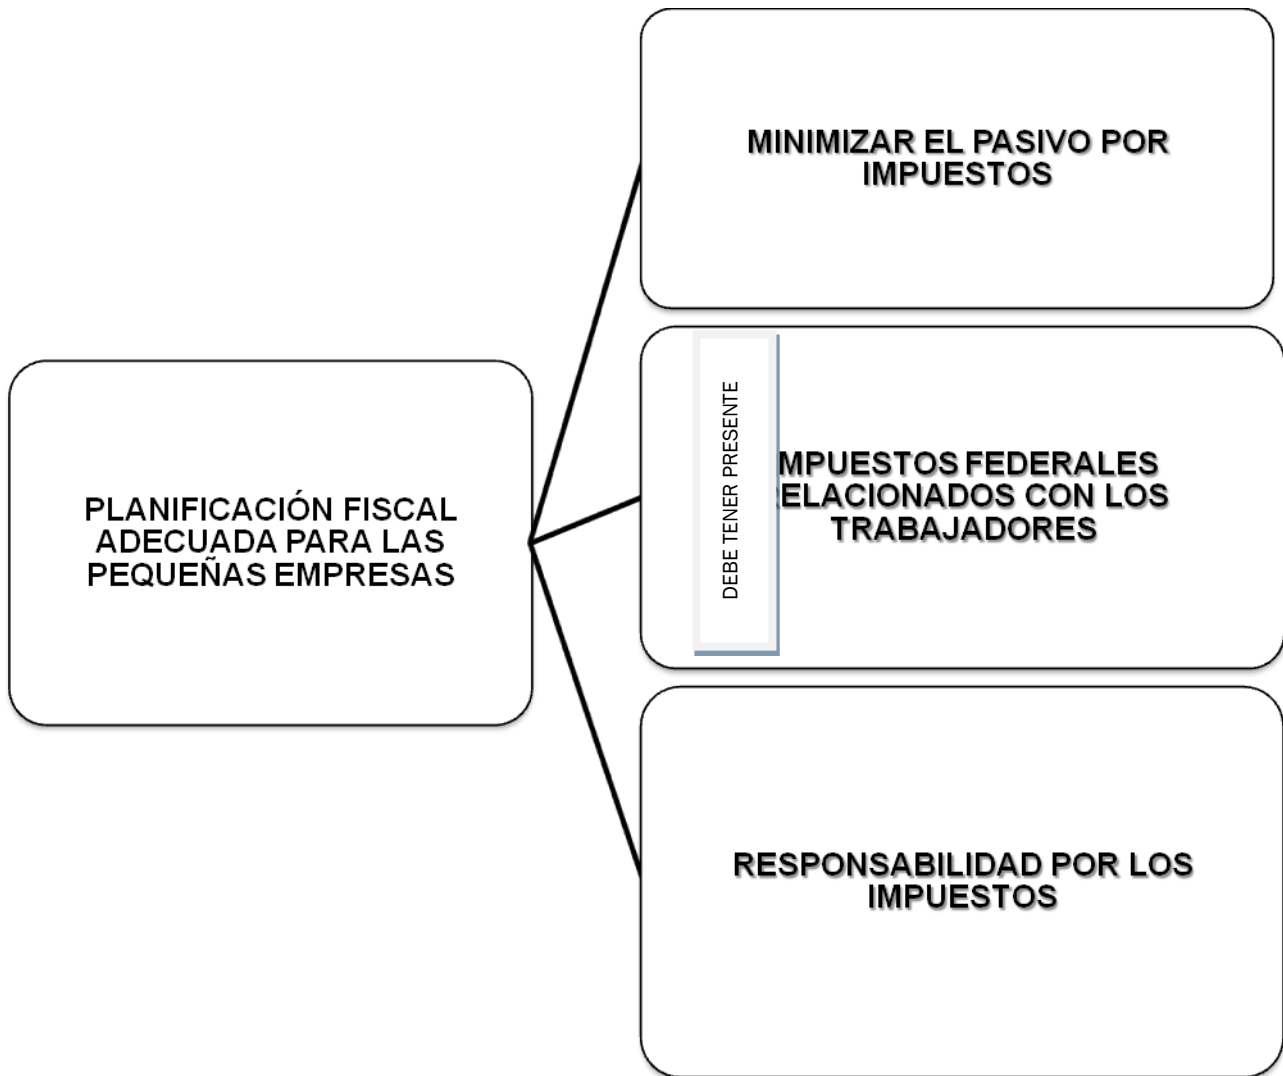 PLANIFICACIÓN FISCAL
ADECUADA PARA LAS
PEQUEÑAS EMPRESAS
MINIMIZAR EL PASIVO POR
IMPUESTOS
DEBE TENER PRESENTE
MPUESTOS FEDERALES
ELACIONADOS CON LOS
TRABAJADORES
RESPONSABILIDAD POR LOS
IMPUESTOS